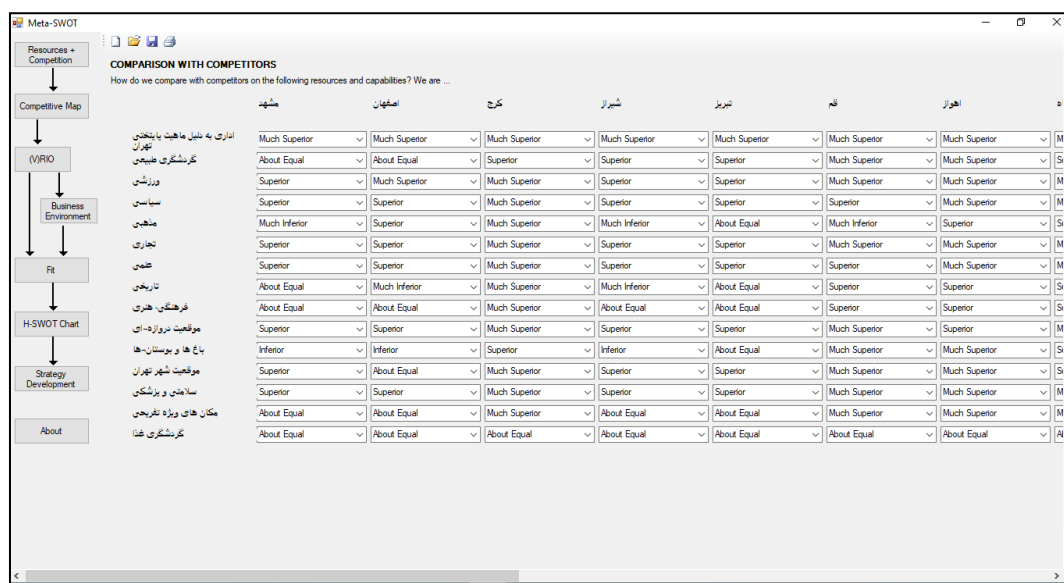 Meta-SWOT
Resources +
Competition
Competitive Map
(V)RIO
Business
Environment
Fit
H-SWOT Chart
Strategy
Development
About
COMPARISON WITH COMPETITORS
How do we compare with competitors on the following resources and capabilities? We are ...
مشهد اصفهان کرج شیراز تبریز قم اهواز
اداری به دلیل ماهیت پایتختی
تهران
Much Superior Much Superior Much Superior Much Superior Much Superior Much Superior Much Superior M
گردشگری طبیعی About Equal About Equal Superior Superior Superior Much Superior Much Superior S
ورزشی Superior Much Superior Much Superior Superior Superior Much Superior Much Superior M
سیاسی Superior Superior Much Superior Superior Superior Superior Much Superior M
مذهبی Much Inferior Superior Much Superior Much Inferior About Equal Much Inferior Superior S
تجاری Superior Superior Much Superior Superior Superior Much Superior Much Superior M
علمی Superior Superior Much Superior Superior Superior Superior Much Superior M
تاریخی About Equal Much Inferior Much Superior Much Inferior About Equal Superior Superior S
فرهنگی- هنری About Equal About Equal Much Superior About Equal About Equal Superior Superior S
موقعیت دروازه-ای Superior Superior Much Superior Superior Superior Much Superior Superior M
باغ ها و بوستان-ها Inferior Inferior Superior Inferior About Equal Much Superior Much Superior S
موقعیت شهر تهران Superior About Equal Much Superior Superior Superior Much Superior Much Superior S
سلامتی و پزشکی Superior Superior Much Superior Superior Superior Much Superior Much Superior M
مکان های ویژه تفریحی About Equal About Equal Much Superior About Equal About Equal Much Superior Much Superior M
گردشگری غذا About Equal About Equal About Equal About Equal About Equal About Equal About Equal A